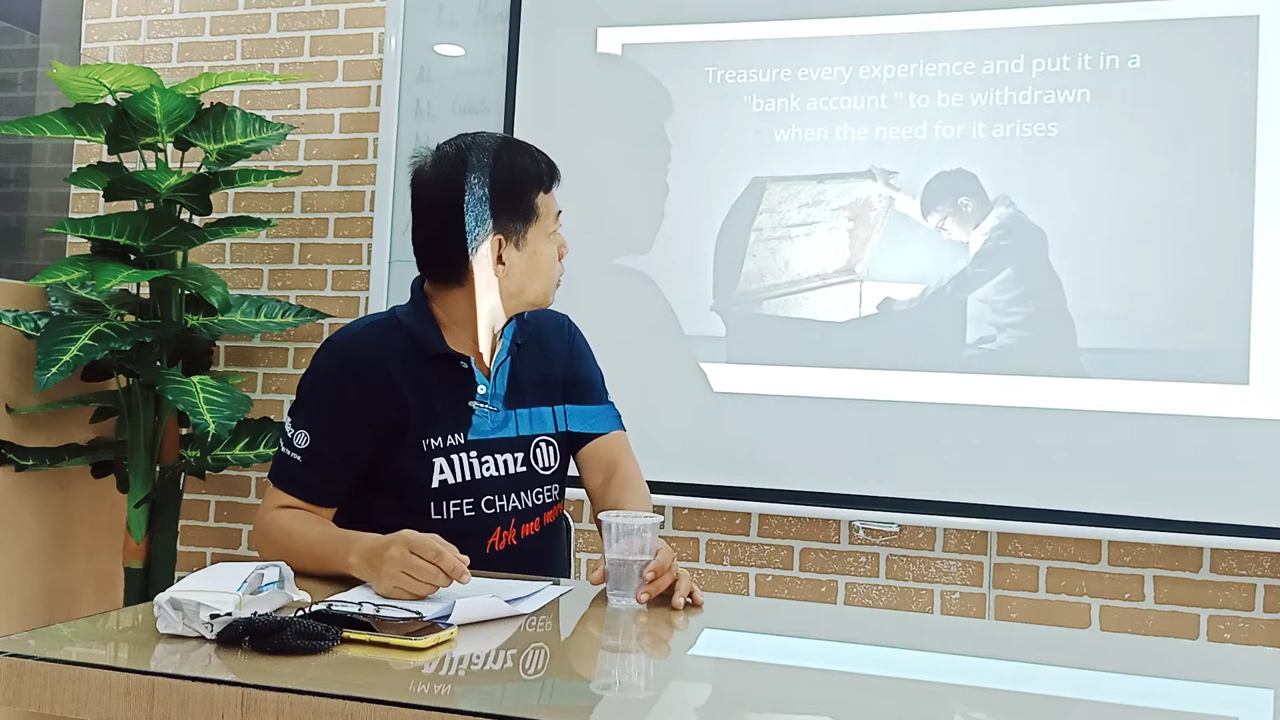 Treasure every experience and put it in a
"bank account " to be withdrawn
when the need for it arises
I'M AN
Allianz
LIFE CHANGER
Ask me